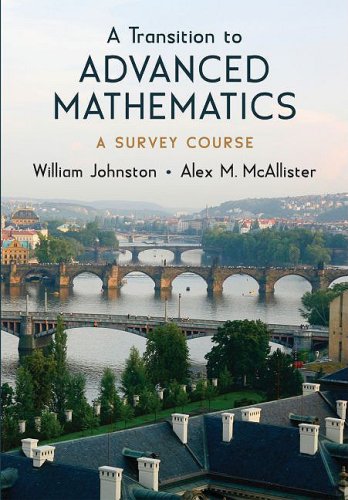 A Transition to
ADVANCED
MATHEMATICS
A SURVEY COURSE
William Johnston • Alex M. McAllister